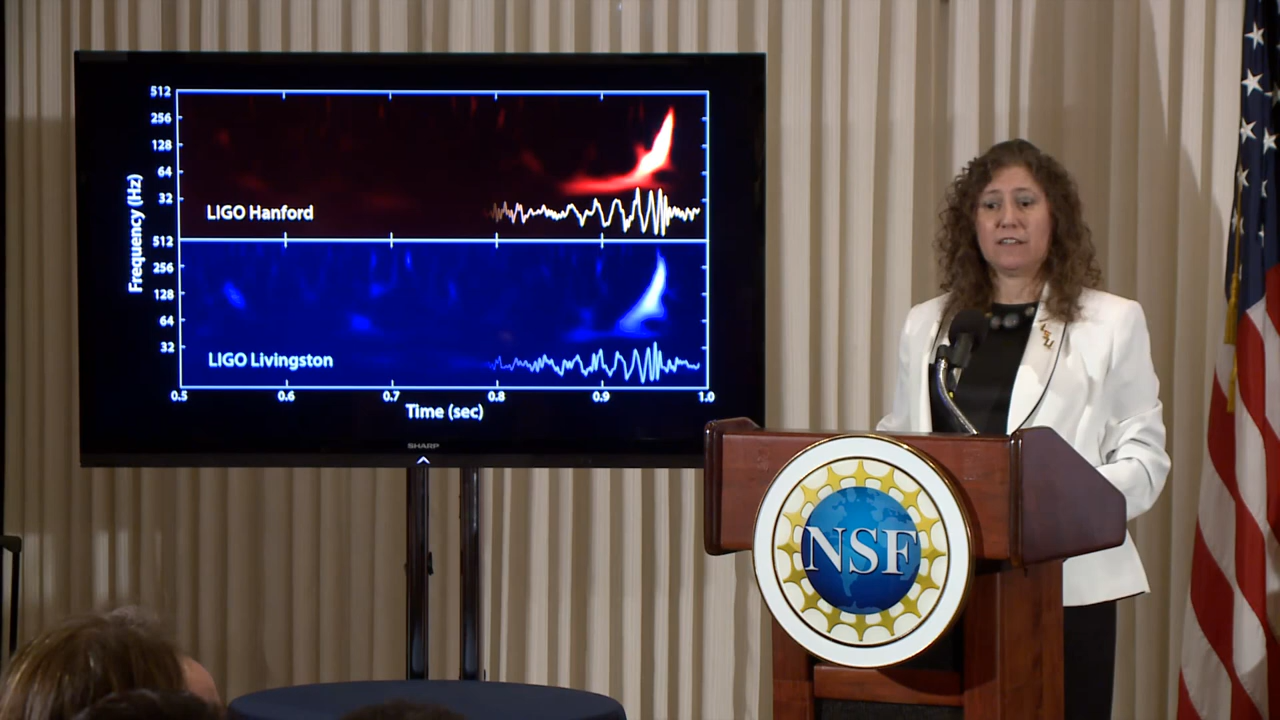 512
256
128
64
32
LIGO Hanford
512
256
128
64
32
LIGO Livingston
Frequency (Hz)
0.5 0.6 0.7 0.8 0.9 1.0
Time (sec)
SHARP
NSF
LSU